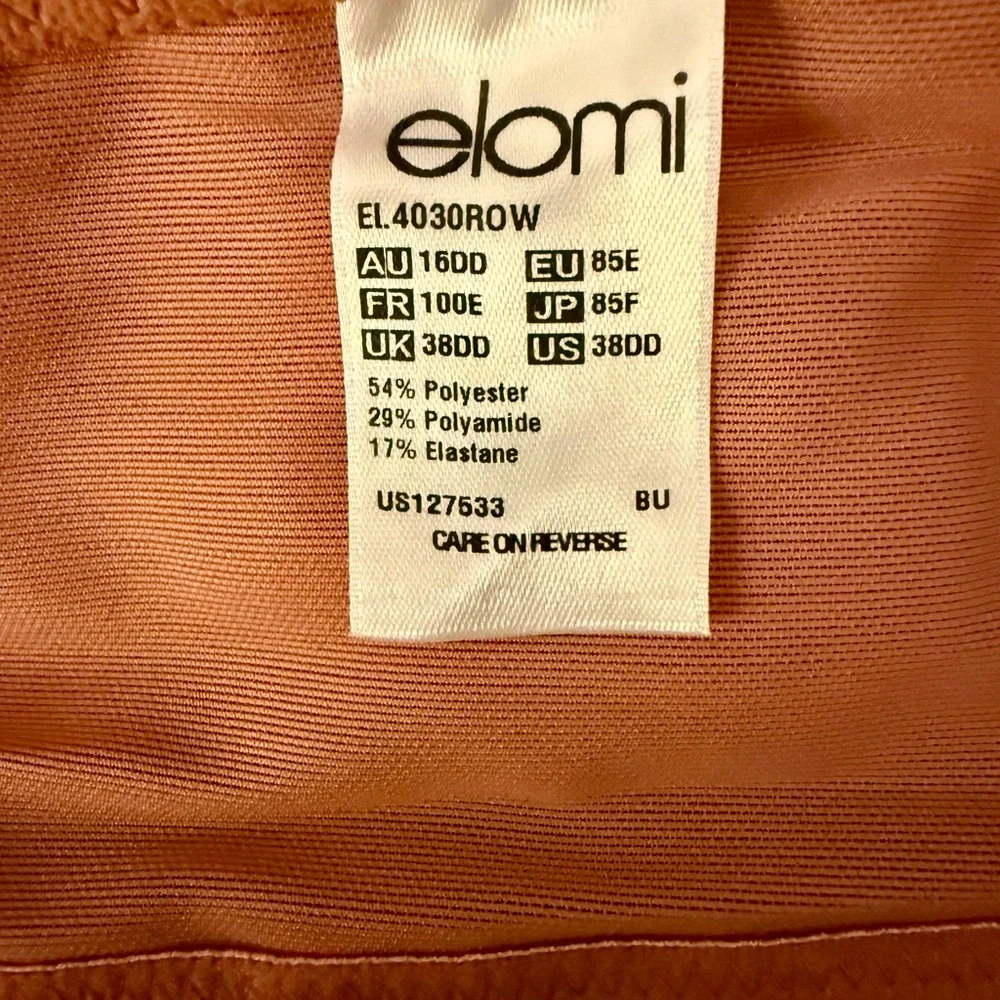 elomi
EL4030ROW
AU 16DD EU 85E
FR 100E JP 85F
UK 38DD US 38DD
54% Polyester
29% Polyamide
17% Elastane
US127533 BU
CARE ON REVERSE